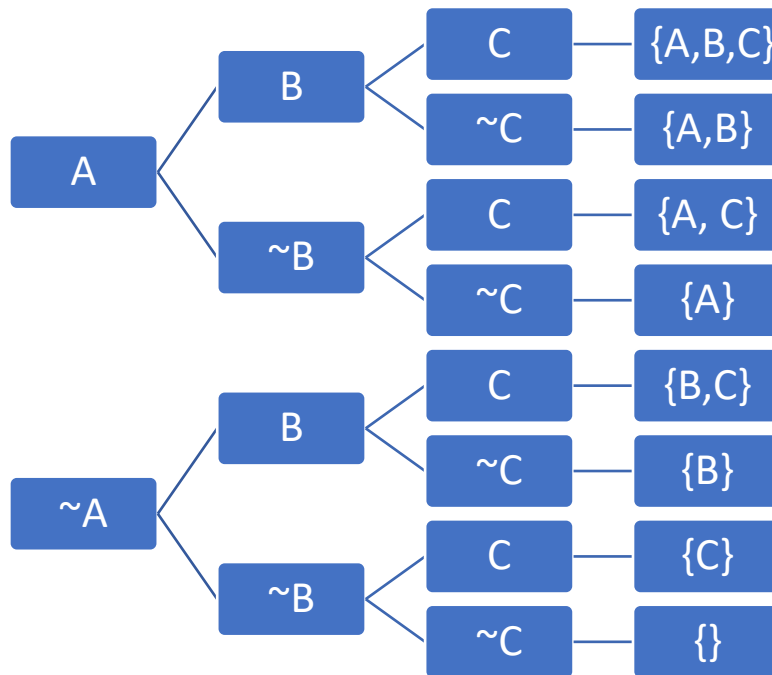 A
B
C
{A,B,C}
~C
{A,B}
~B
C
{A, C}
~C
{A}
~A
B
C
{B,C}
~C
{B}
~B
C
{C}
~C
{}